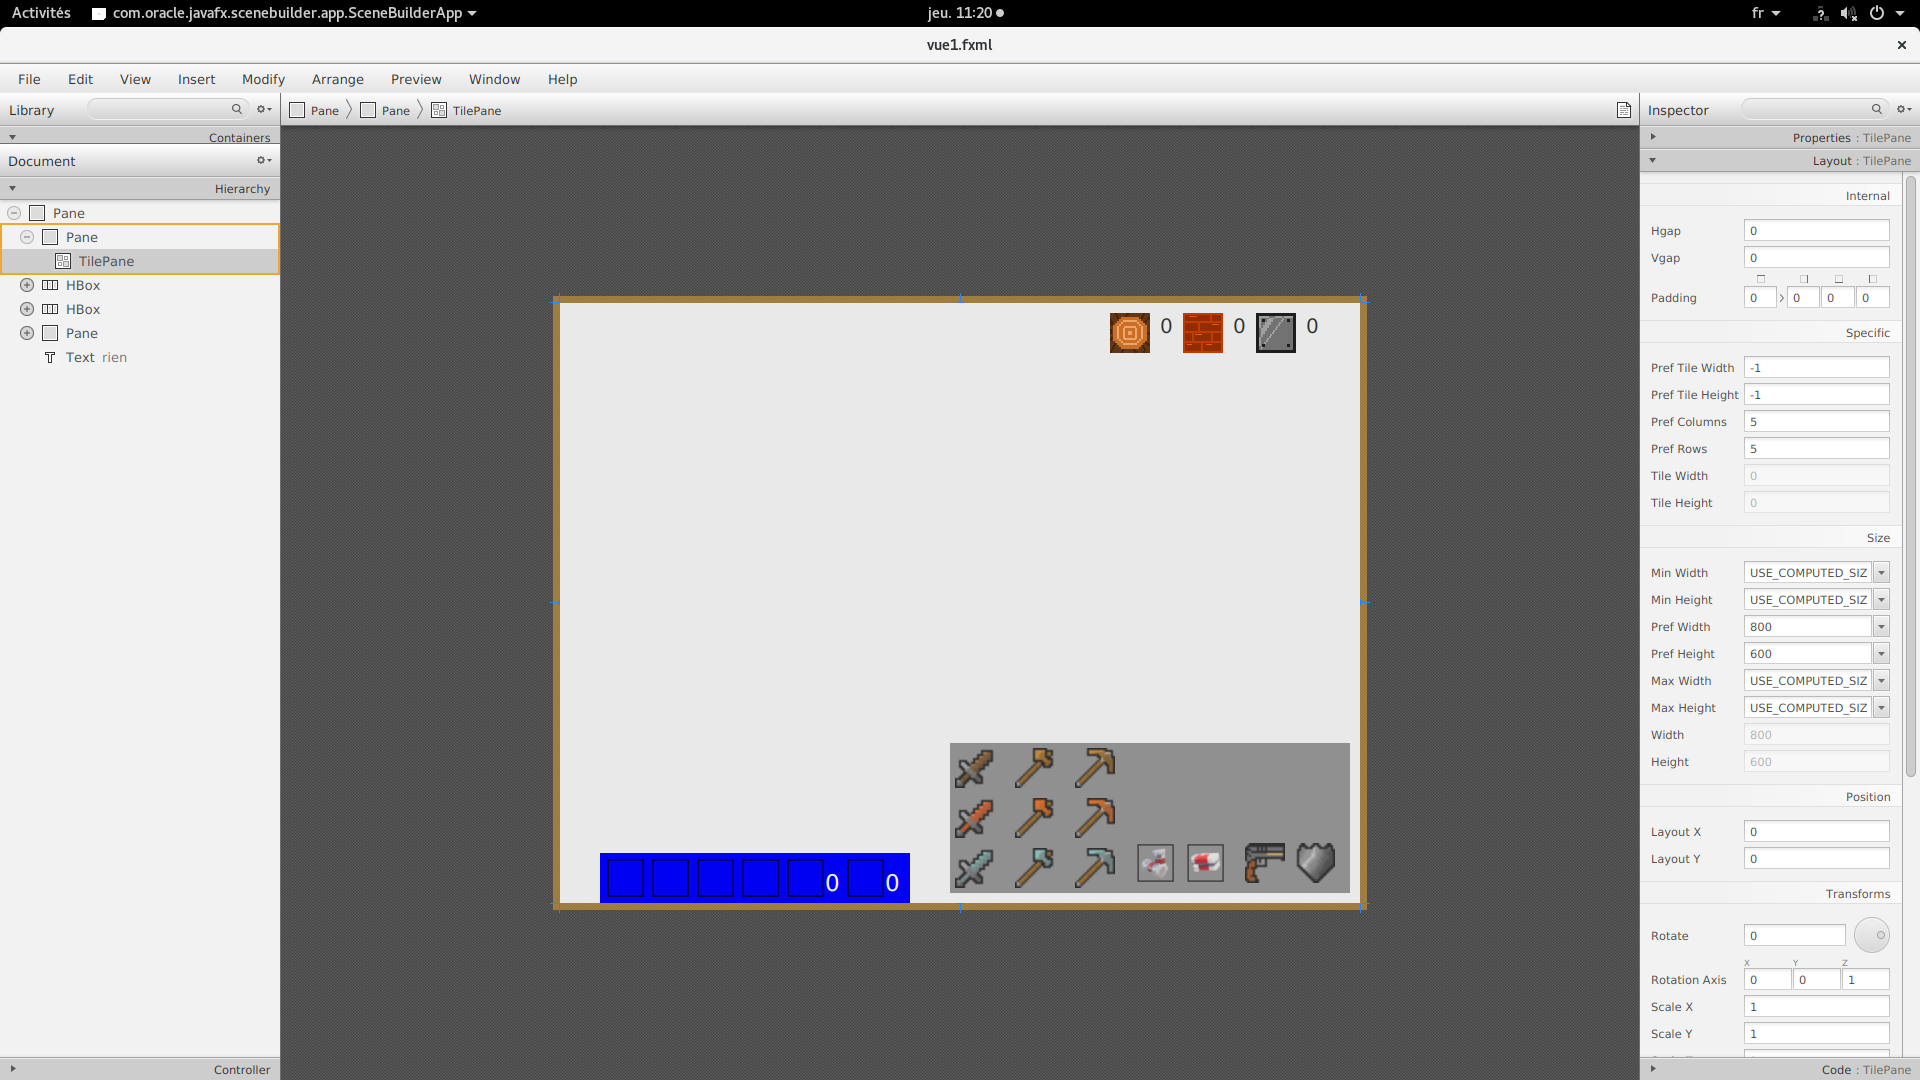 Activités com.oracle.javafx.scenebuilder.app.SceneBuilderApp jeu. 11:20 fr
vue1.fxml
File Edit View Insert Modify Arrange Preview Window Help
Library
Containers
Document
Hierarchy
Pane
Pane
TilePane
HBox
HBox
Pane
Text rien
Controller
Pane Pane TilePane
0 0 0
0 0
Inspector
Properties : TilePane
Layout : TilePane
Internal
Hgap 0
Vgap 0
Padding 0 0 0 0
Specific
Pref Tile Width -1
Pref Tile Height -1
Pref Columns 5
Pref Rows 5
Tile Width 0
Tile Height 0
Size
Min Width USE_COMPUTED_SIZ
Min Height USE_COMPUTED_SIZ
Pref Width 800
Pref Height 600
Max Width USE_COMPUTED_SIZ
Max Height USE_COMPUTED_SIZ
Width 800
Height 600
Position
Layout X 0
Layout Y 0
Transforms
Rotate 0
X Y Z
Rotation Axis 0 0 1
Scale X 1
Scale Y 1
Code : TilePane